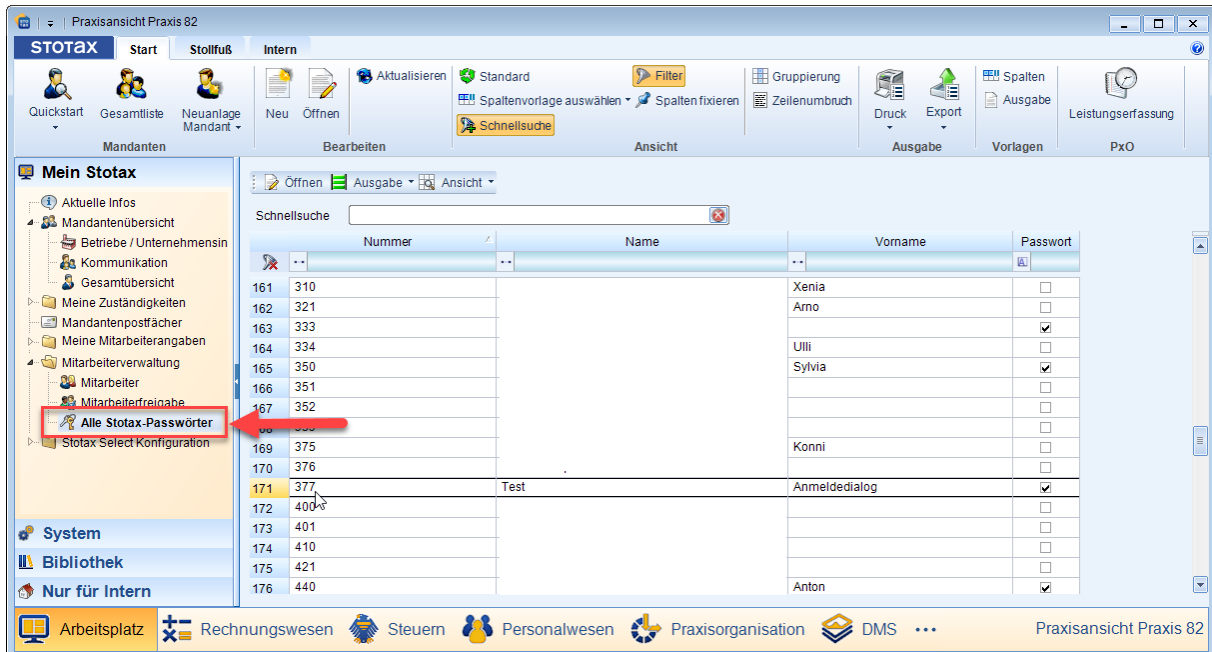 Praxisansicht Praxis 82
STOTAX Start Stollfuß Intern
Quickstart Gesamtliste Neuanlage Mandant
Mandanten
Neu Öffnen Aktualisieren
Bearbeiten
Standard Filter Gruppierung
Spaltenvorlage auswählen Spalten fixieren Zeilenumbruch
Schnellsuche
Ansicht
Druck Export
Ausgabe
Spalten
Ausgabe
Vorlagen
Leistungserfassung
PxO
Mein Stotax
Aktuelle Infos
Mandantenübersicht
Betriebe / Unternehmensin
Kommunikation
Gesamtübersicht
Meine Zuständigkeiten
Mandantenpostfächer
Meine Mitarbeiterangaben
Mitarbeiterverwaltung
Mitarbeiter
Mitarbeiterfreigabe
Alle Stotax-Passwörter
Stotax Select Konfiguration
System
Bibliothek
Nur für Intern
Öffnen Ausgabe Ansicht
Schnellsuche
Nummer Name Vorname Passwort
161 310 Xenia
162 321 Arno
163 333
164 334 Ulli
165 350 Sylvia
166 351
167 352
169 375 Konni
170 376
171 377 Test Anmeldedialog
172 400
173 401
174 410
175 421
176 440 Anton
Arbeitsplatz Rechnungswesen Steuern Personalwesen Praxisorganisation DMS ... Praxisansicht Praxis 82